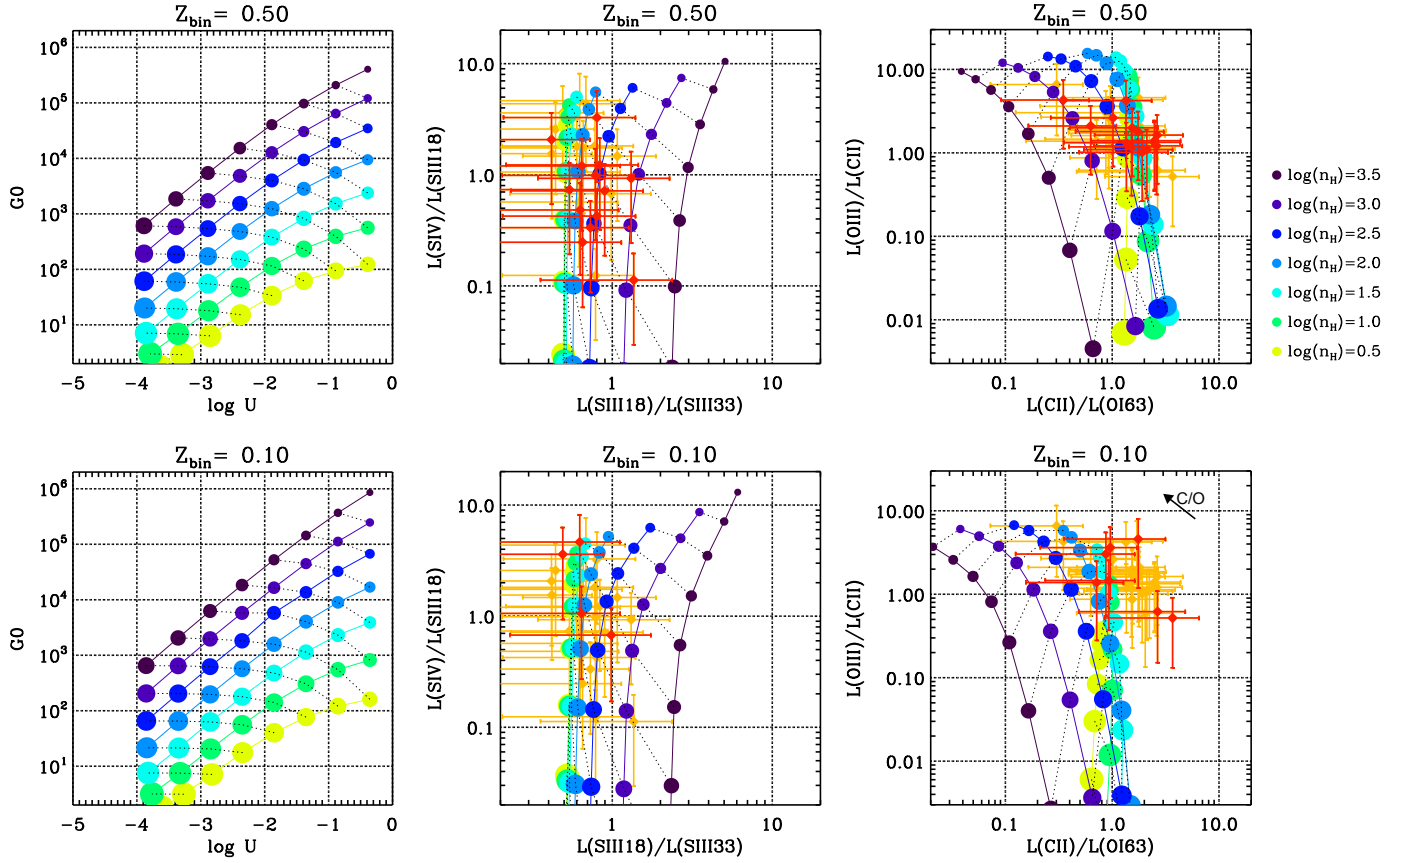 Z_bin= 0.50
G0
10^6
10^5
10^4
10^3
10^2
10^1
−5 −4 −3 −2 −1 0
log U
Z_bin= 0.50
L(SIV)/L(SIII18)
10.0
1.0
0.1
1 10
L(SIII18)/L(SIII33)
Z_bin= 0.50
L(OIII)/L(CII)
10.00
1.00
0.10
0.01
0.1 1.0 10.0
L(CII)/L(OI63)
log(n_H)=3.5
log(n_H)=3.0
log(n_H)=2.5
log(n_H)=2.0
log(n_H)=1.5
log(n_H)=1.0
log(n_H)=0.5
Z_bin= 0.10
G0
10^6
10^5
10^4
10^3
10^2
10^1
−5 −4 −3 −2 −1 0
log U
Z_bin= 0.10
L(SIV)/L(SIII18)
10.0
1.0
0.1
1 10
L(SIII18)/L(SIII33)
Z_bin= 0.10
C/O
L(OIII)/L(CII)
10.00
1.00
0.10
0.01
0.1 1.0 10.0
L(CII)/L(OI63)